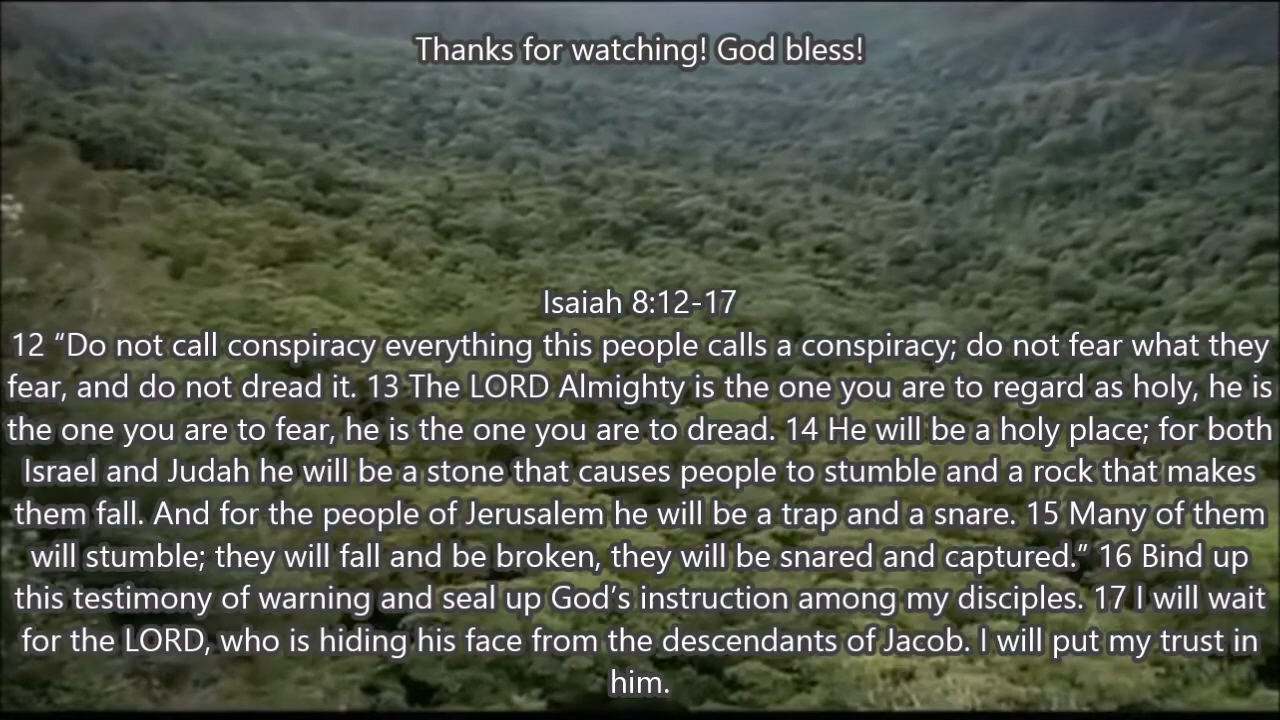 Thanks for watching! God bless!
Isaiah 8:12-17
12 “Do not call conspiracy everything this people calls a conspiracy; do not fear what they
fear, and do not dread it. 13 The LORD Almighty is the one you are to regard as holy, he is
the one you are to fear, he is the one you are to dread. 14 He will be a holy place; for both
Israel and Judah he will be a stone that causes people to stumble and a rock that makes
them fall. And for the people of Jerusalem he will be a trap and a snare. 15 Many of them
will stumble; they will fall and be broken, they will be snared and captured.” 16 Bind up
this testimony of warning and seal up God’s instruction among my disciples. 17 I will wait
for the LORD, who is hiding his face from the descendants of Jacob. I will put my trust in
him.